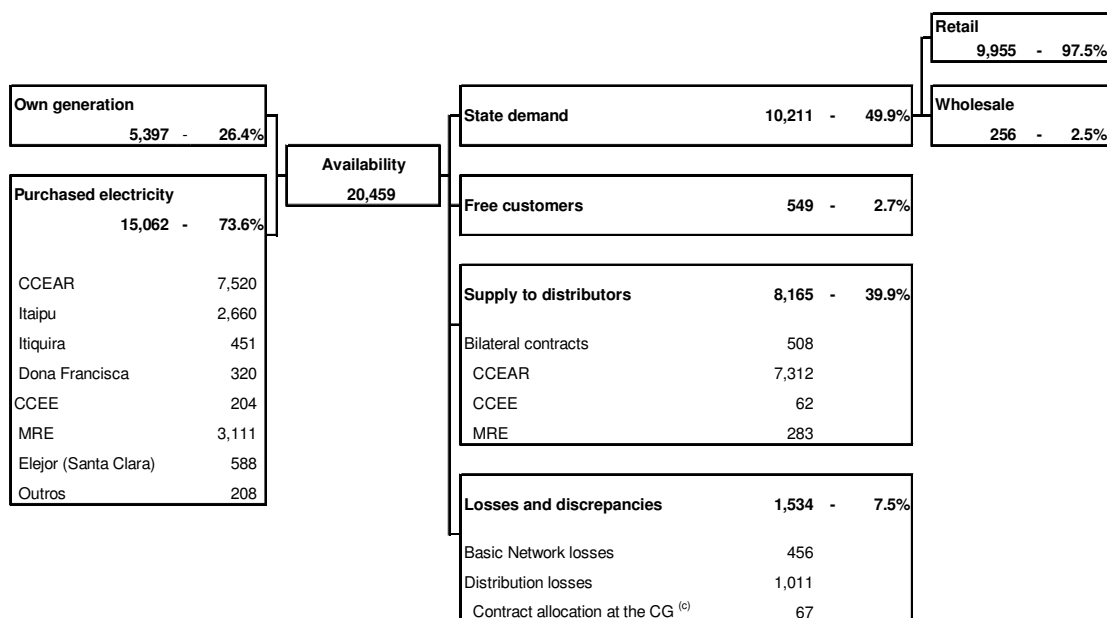 Own generation
5,397 - 26.4%
Purchased electricity
15,062 - 73.6%
CCEAR 7,520
Itaipu 2,660
Itiquira 451
Dona Francisca 320
CCEE 204
MRE 3,111
Elejor (Santa Clara) 588
Outros 208
Availability
20,459
State demand 10,211 - 49.9%
Retail
9,955 - 97.5%
Wholesale
256 - 2.5%
Free customers 549 - 2.7%
Supply to distributors 8,165 - 39.9%
Bilateral contracts 508
CCEAR 7,312
CCEE 62
MRE 283
Losses and discrepancies 1,534 - 7.5%
Basic Network losses 456
Distribution losses 1,011
Contract allocation at the CG (c) 67